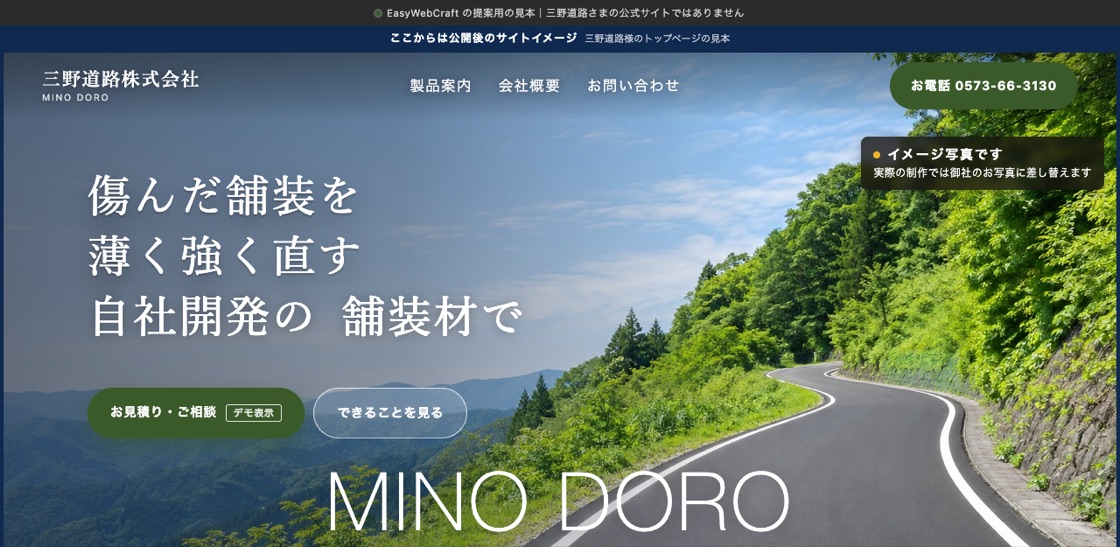 EasyWebCraft の提案用の見本｜三野道路さまの公式サイトではありません
ここからは公開後のサイトイメージ 三野道路様のトップページの見本
三野道路株式会社
MINO DORO
製品案内 会社概要 お問い合わせ
お電話 0573-66-3130
イメージ写真です
実際の制作では御社のお写真に差し替えます
傷んだ舗装を
薄く強く直す
自社開発の 舗装材で
お見積り・ご相談 デモ表示
できることを見る
MINO DORO